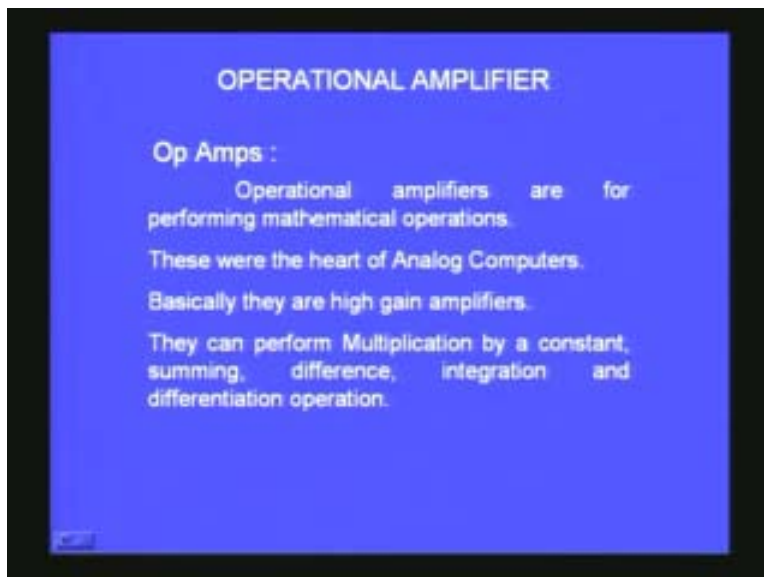 OPERATIONAL AMPLIFIER
Op Amps :
Operational amplifiers are for
performing mathematical operations.
These were the heart of Analog Computers.
Basically they are high gain amplifiers.
They can perform Multiplication by a constant,
summing, difference, integration and
differentiation operation.